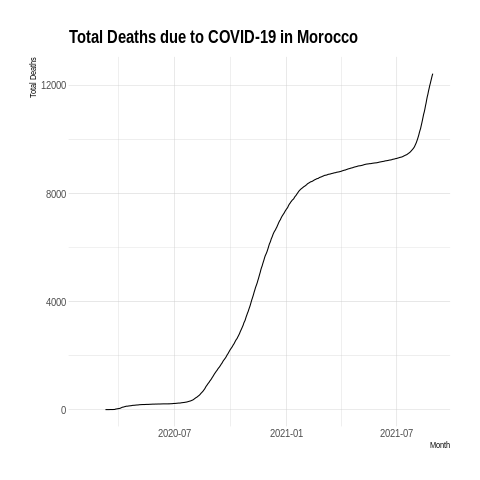 Total Deaths due to COVID-19 in Morocco
Total Deaths
12000
8000
4000
0
2020-07
2021-01
2021-07
Month